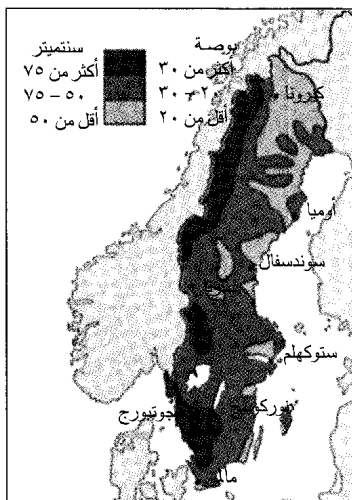 بوصة سنتميتر
أكثر من ٣٠ أكثر من ٧٥
٢٠ – ٣٠ ٥٠ – ٧٥
أقل من ٢٠ أقل من ٥٠
كيرونا
أوميا
سوندسفال
ستوكهلم
نوركوبنج
جوتبورج